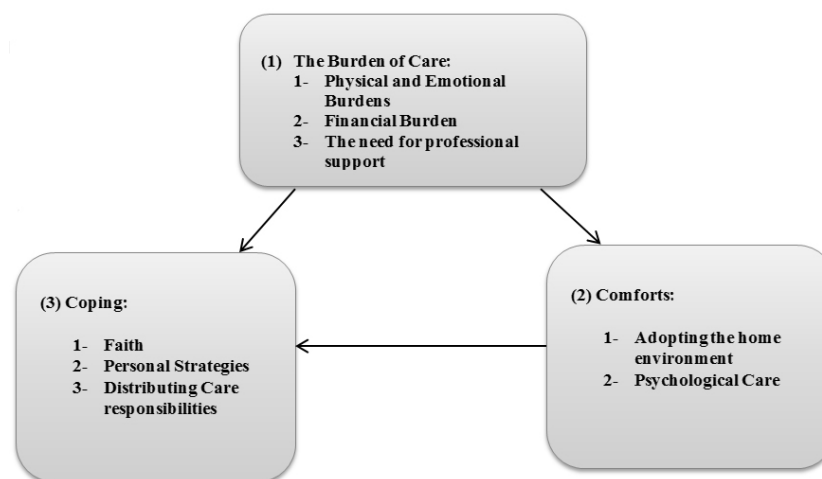 (1) The Burden of Care:
1- Physical and Emotional
Burdens
2- Financial Burden
3- The need for professional
support
(3) Coping:
1- Faith
2- Personal Strategies
3- Distributing Care
responsibilities
(2) Comforts:
1- Adopting the home
environment
2- Psychological Care